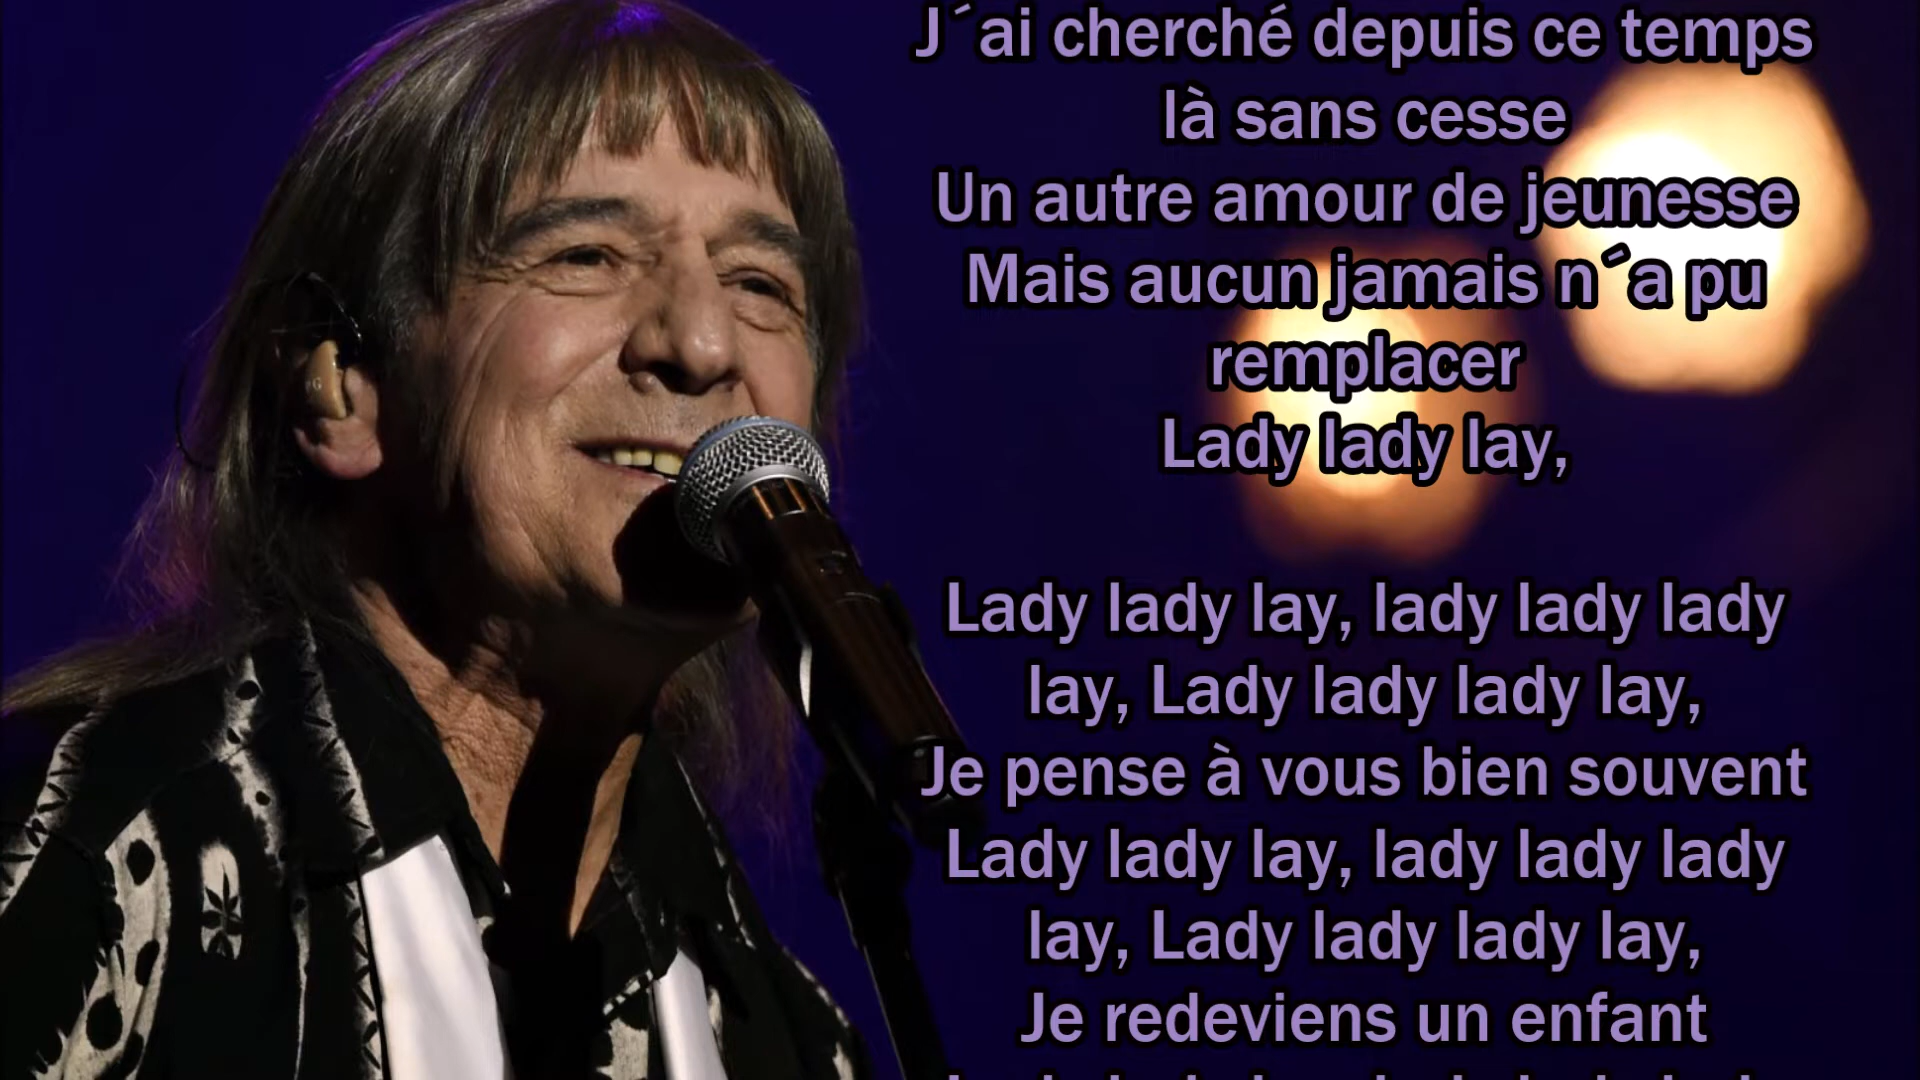 J´ai cherché depuis ce temps
là sans cesse
Un autre amour de jeunesse
Mais aucun jamais n´a pu
remplacer
Lady lady lay,
Lady lady lay, lady lady lady
lay, Lady lady lady lay,
Je pense à vous bien souvent
Lady lady lay, lady lady lady
lay, Lady lady lady lay,
Je redeviens un enfant